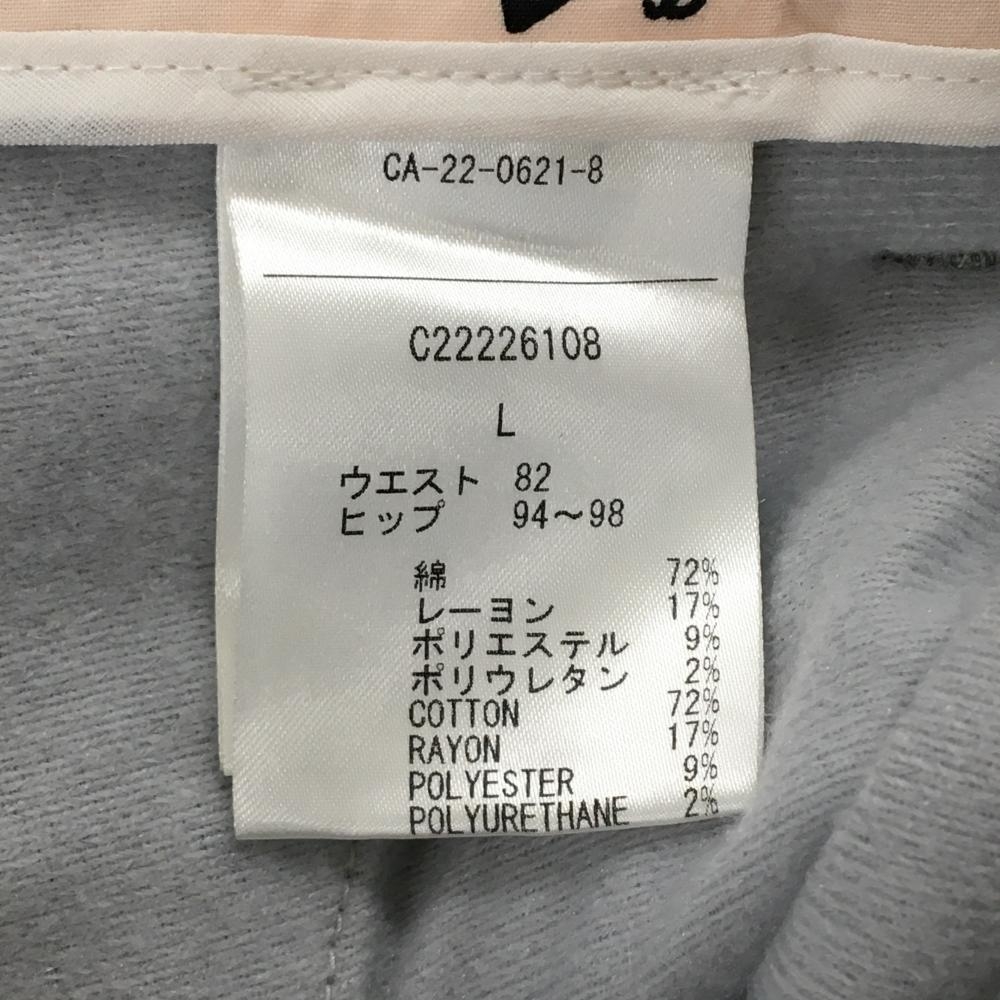 CA-22-0621-8
C22226108
L
ウエスト 82
ヒップ 94～98
綿 72%
レーヨン 17%
ポリエステル 9%
ポリウレタン 2%
COTTON 72%
RAYON 17%
POLYESTER 9%
POLYURETHANE 2%